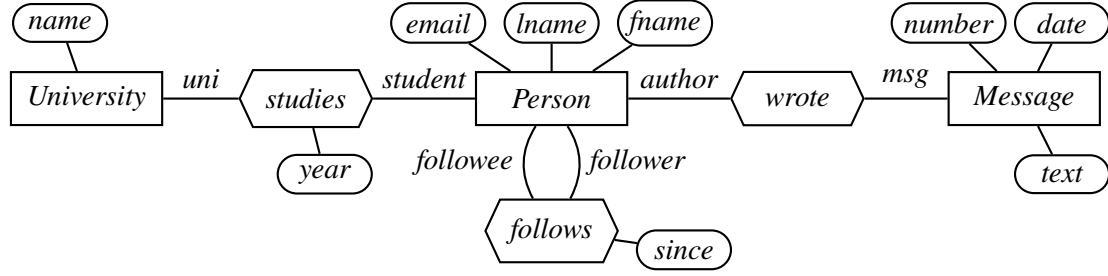 name
email
lname
fname
number
date
University
uni
studies
student
Person
author
wrote
msg
Message
year
followee
follower
text
follows
since